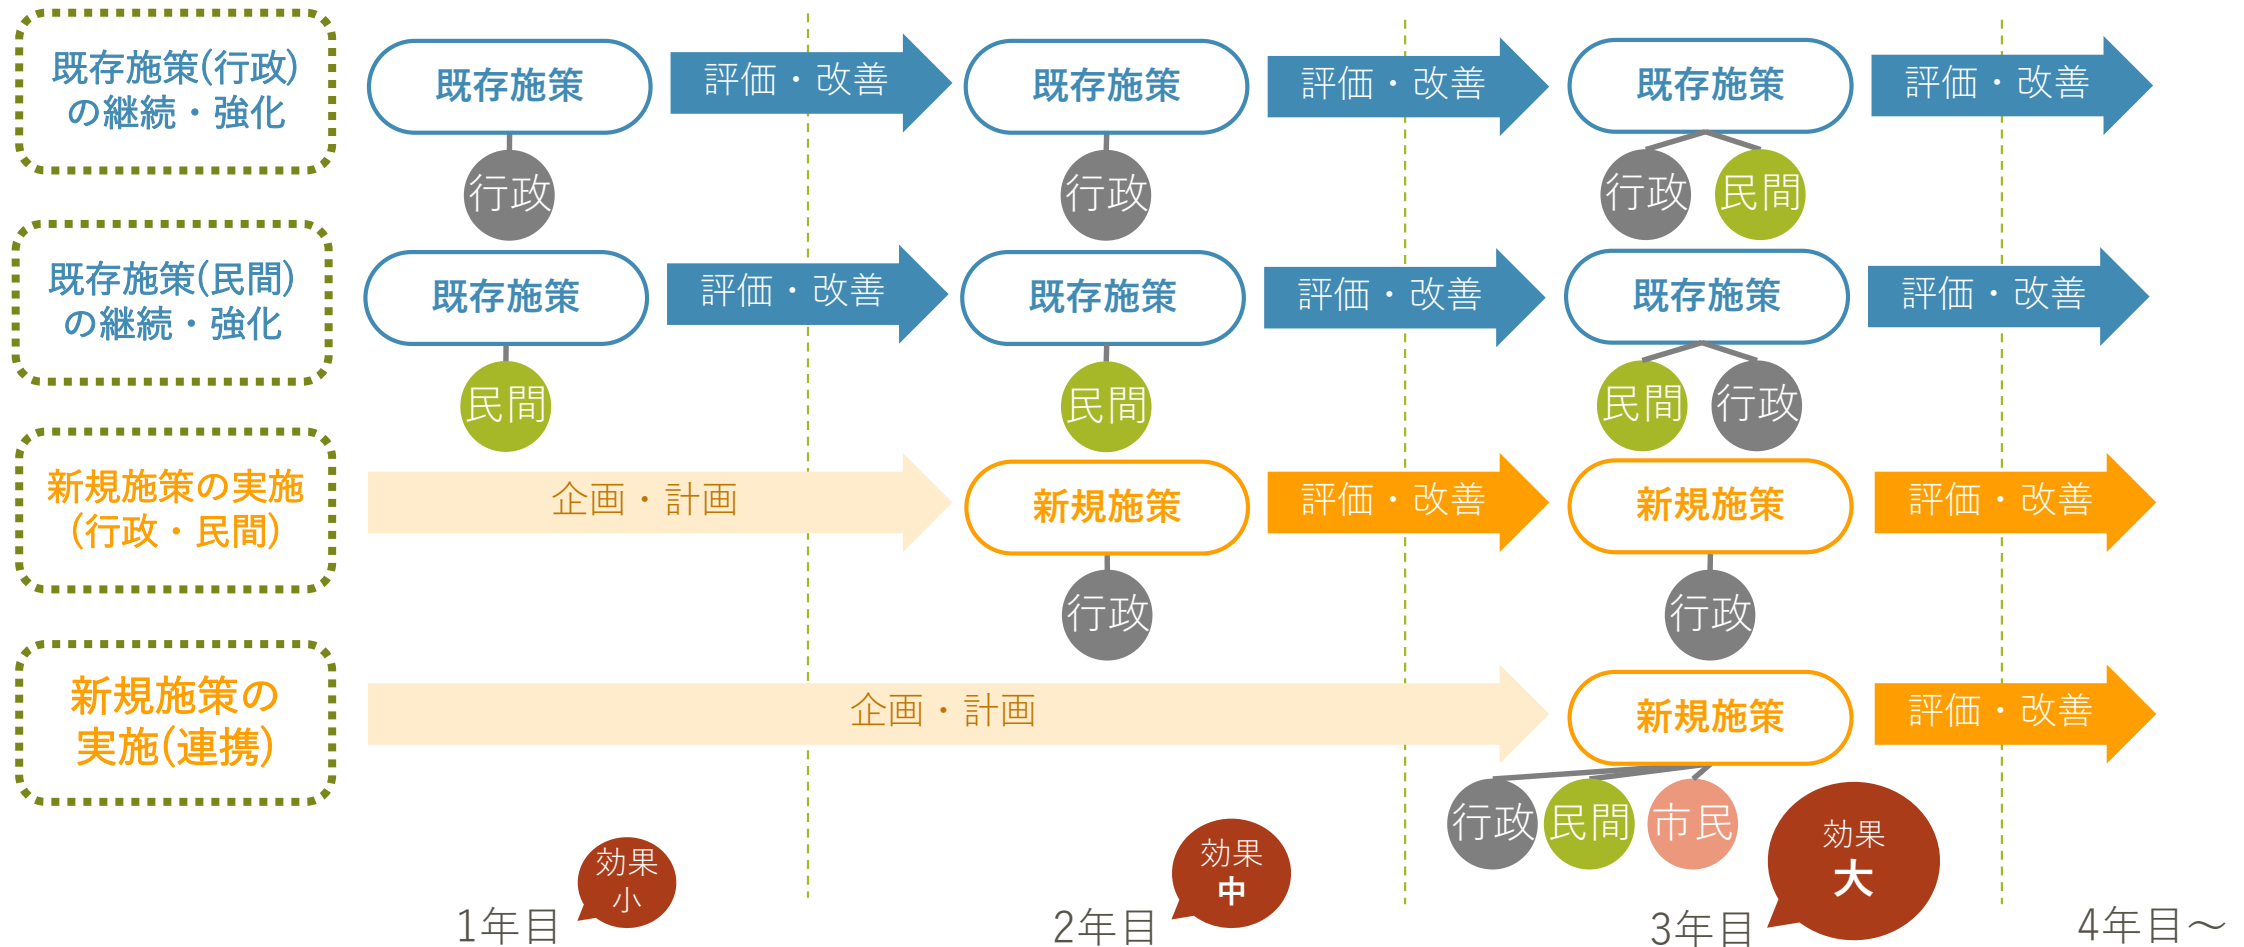 既存施策(行政)
の継続・強化
既存施策
評価・改善
既存施策
評価・改善
既存施策
評価・改善
行政
行政
行政
民間
既存施策(民間)
の継続・強化
既存施策
評価・改善
既存施策
評価・改善
既存施策
評価・改善
民間
民間
民間
行政
新規施策の実施
(行政・民間)
企画・計画
新規施策
評価・改善
新規施策
評価・改善
行政
行政
新規施策の
実施(連携)
企画・計画
新規施策
評価・改善
行政
民間
市民
1年目
効果
小
2年目
効果
中
3年目
効果
大
4年目～